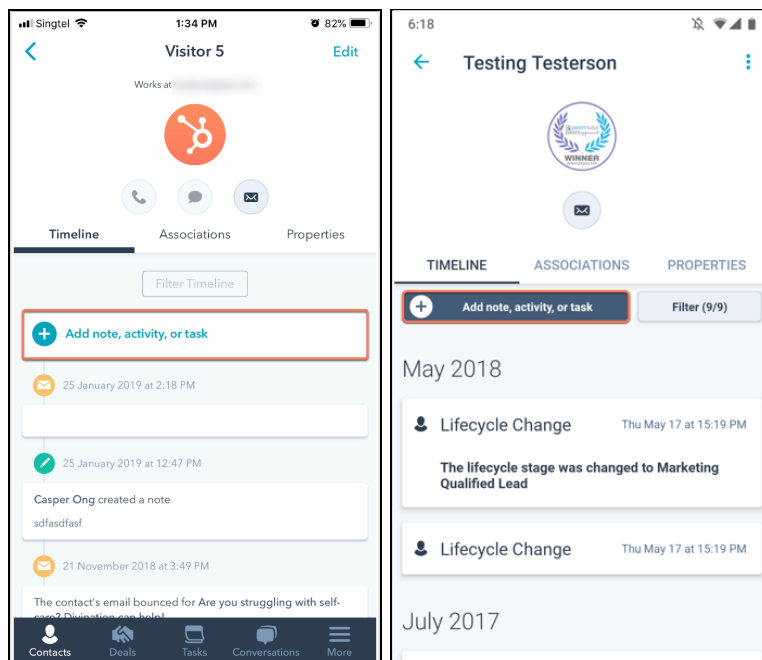 Singtel
1:34 PM
82%
Visitor 5
Edit
Works at
Timeline
Associations
Properties
Filter Timeline
Add note, activity, or task
25 January 2019 at 2:18 PM
25 January 2019 at 12:47 PM
Casper Ong created a note
sdfasdfasf
21 November 2018 at 3:49 PM
The contact's email bounced for Are you struggling with self-
care? Divination can help!
Contacts
Deals
Tasks
Conversations
More
6:18
Testing Testerson
WINNER
TIMELINE
ASSOCIATIONS
PROPERTIES
Add note, activity, or task
Filter (9/9)
May 2018
Lifecycle Change
Thu May 17 at 15:19 PM
The lifecycle stage was changed to Marketing
Qualified Lead
Lifecycle Change
Thu May 17 at 15:19 PM
July 2017